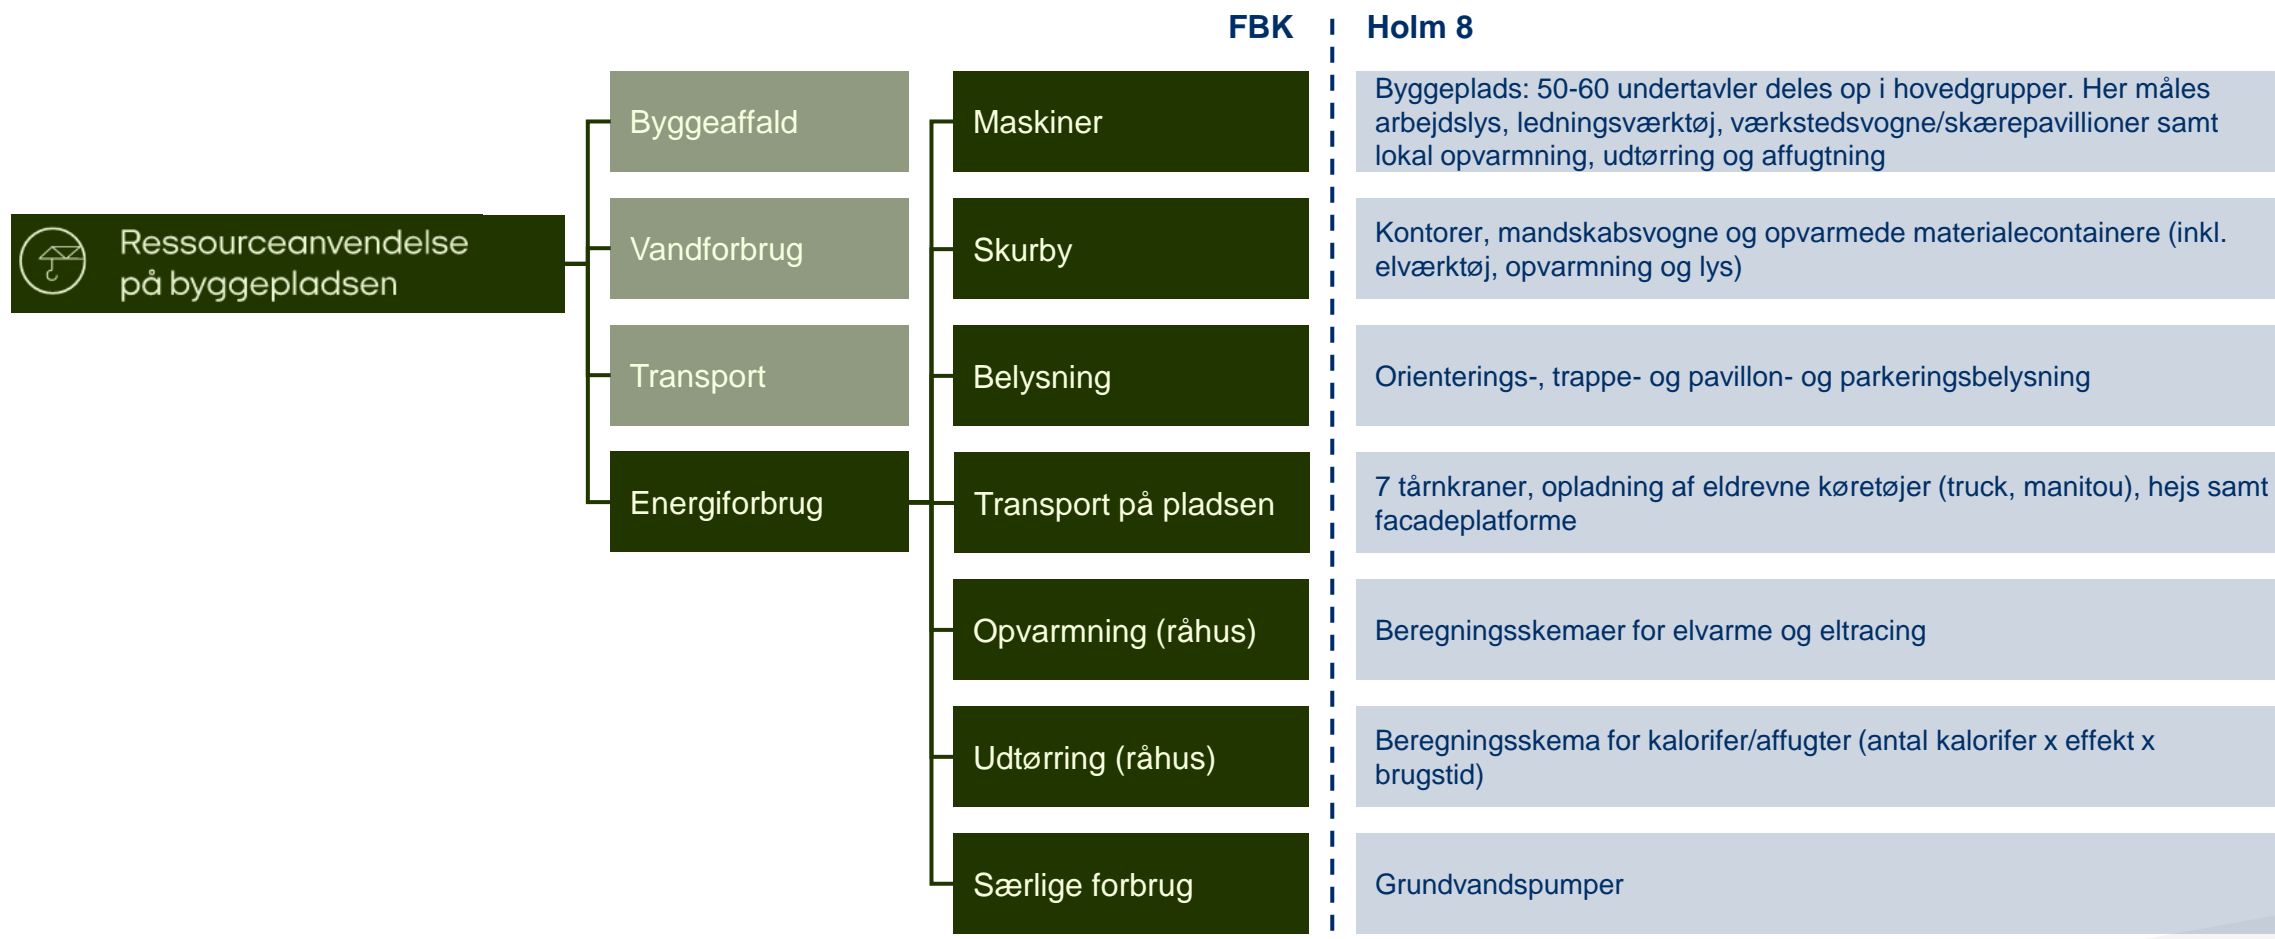 FBK
Holm 8
Ressourceanvendelse
på byggepladsen
Byggeaffald
Vandforbrug
Transport
Energiforbrug
Maskiner
Byggeplads: 50-60 undertavler deles op i hovedgrupper. Her måles
arbejdslys, ledningsværktøj, værkstedsvogne/skærepavillioner samt
lokal opvarmning, udtørring og affugtning
Skurby
Kontorer, mandskabsvogne og opvarmede materialecontainere (inkl.
elværktøj, opvarmning og lys)
Belysning
Orienterings-, trappe- og pavillon- og parkeringsbelysning
Transport på pladsen
7 tårnkraner, opladning af eldrevne køretøjer (truck, manitou), hejs samt
facadeplatforme
Opvarmning (råhus)
Beregningsskemaer for elvarme og eltracing
Udtørring (råhus)
Beregningsskema for kalorifer/affugter (antal kalorifer x effekt x
brugstid)
Særlige forbrug
Grundvandspumper